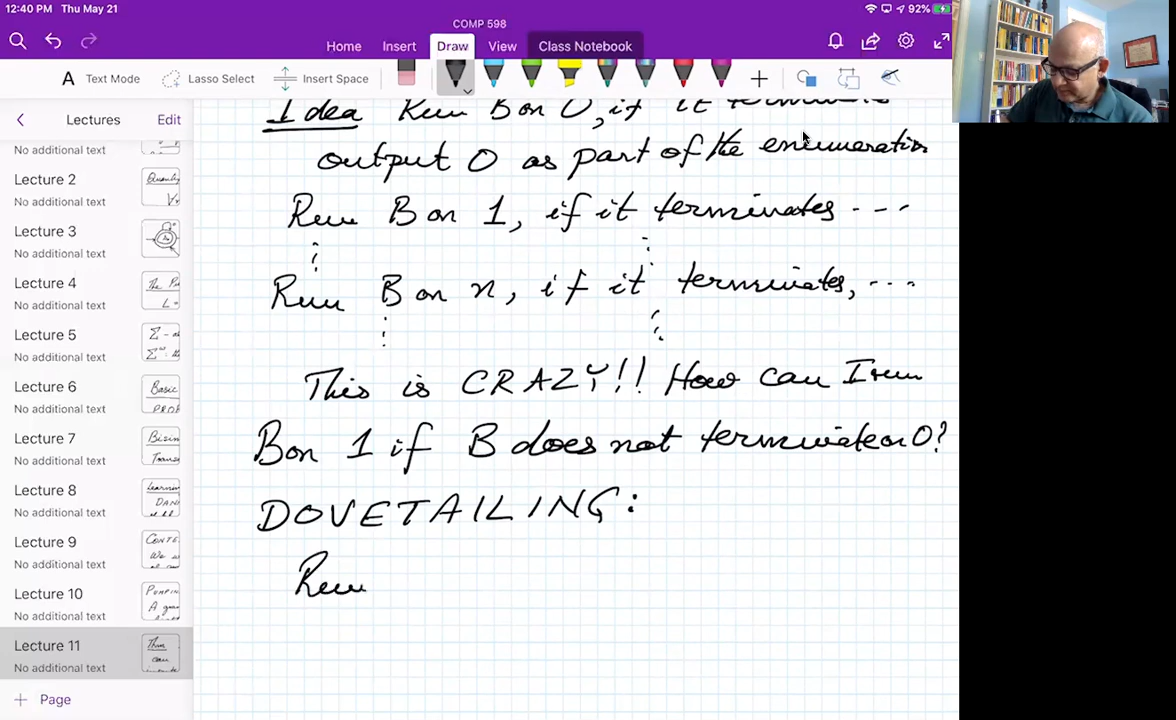 12:40 PM Thu May 21
92%
COMP 598
Home Insert Draw View Class Notebook
Text Mode Lasso Select Insert Space
Lectures Edit
No additional text
Lecture 2
No additional text
Lecture 3
No additional text
Lecture 4
No additional text
Lecture 5
No additional text
Lecture 6
No additional text
Lecture 7
No additional text
Lecture 8
No additional text
Lecture 9
No additional text
Lecture 10
No additional text
Lecture 11
No additional text
Page
Idea Run B on 0, if it terminates
output 0 as part of the enumeration
Run B on 1, if it terminates ---
Run B on n, if it terminates, ---
This is CRAZY!! How can I run
B on 1 if B does not terminate on 0?
DOVETAILING:
Run